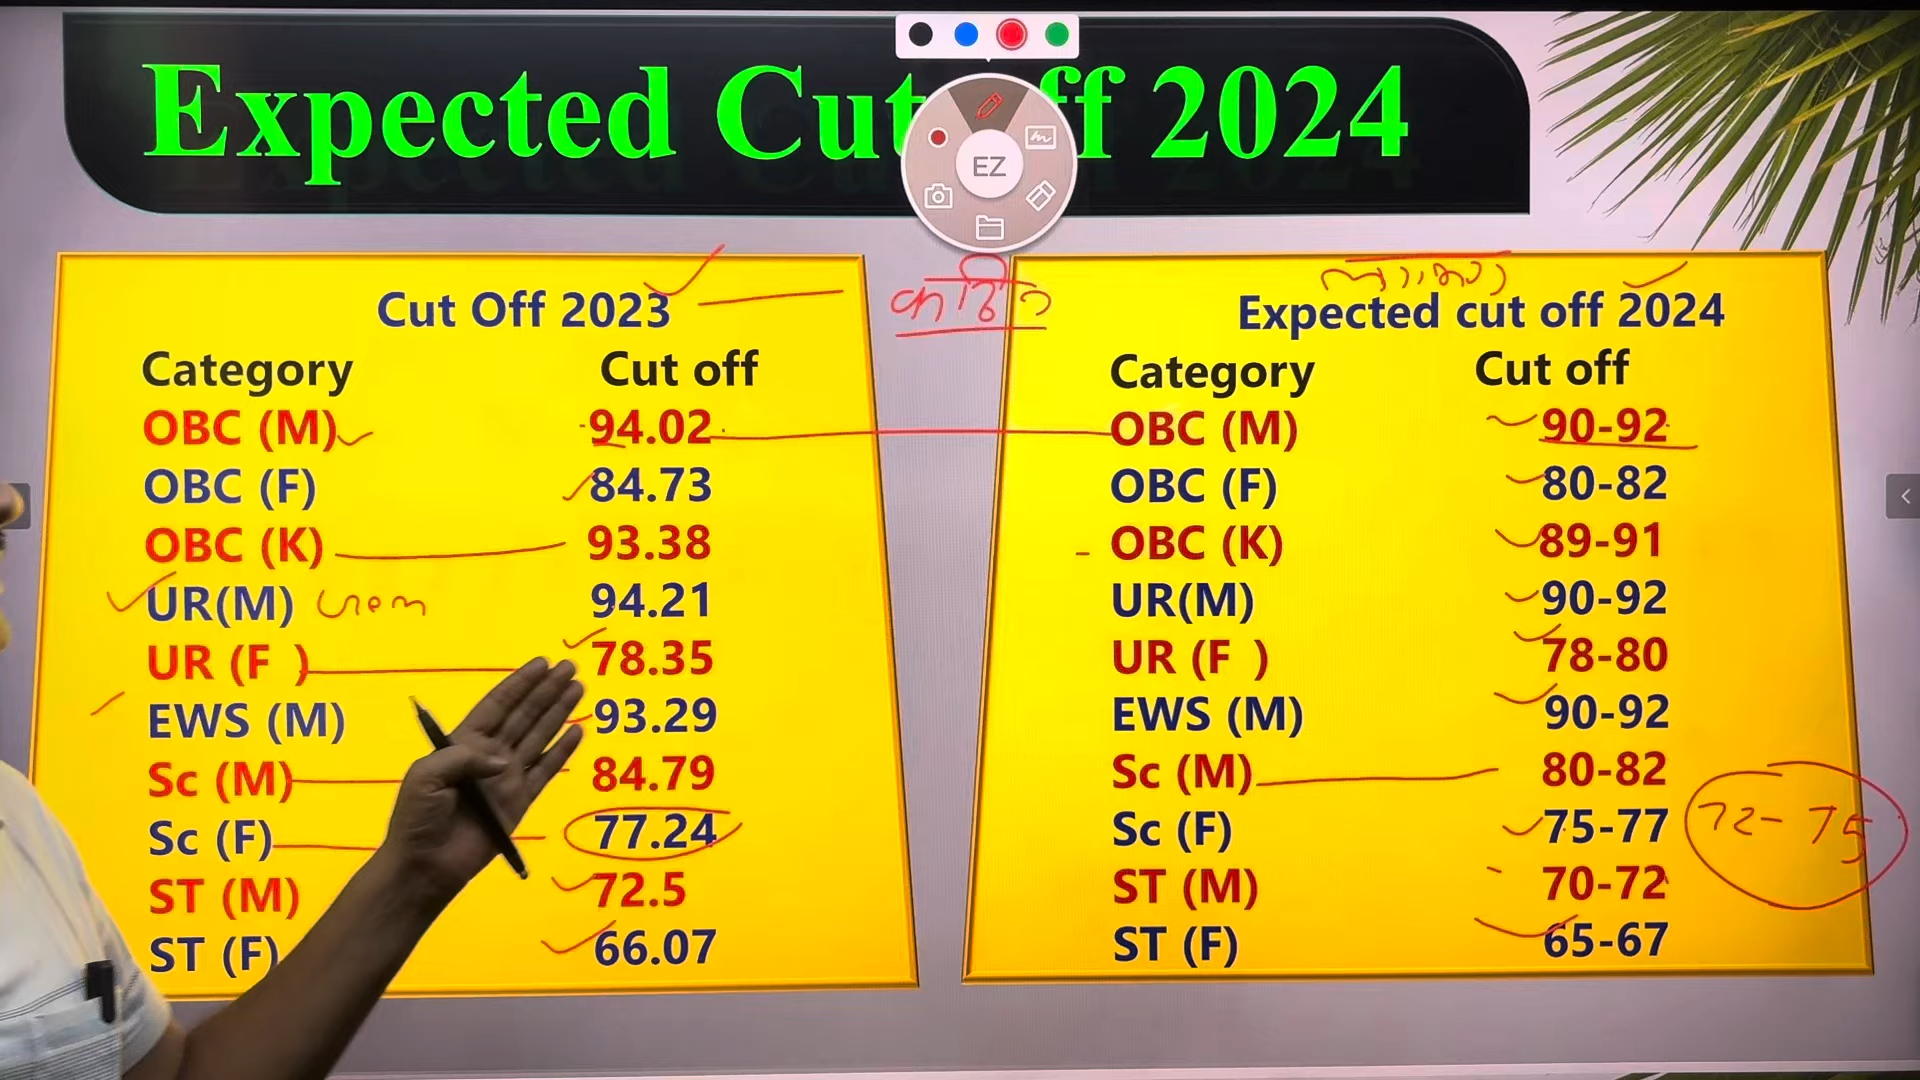 Expected Cut off 2024
EZ
Cut Off 2023
Category Cut off
OBC (M) 94.02
OBC (F) 84.73
OBC (K) 93.38
UR(M) 94.21
UR (F ) 78.35
EWS (M) 93.29
Sc (M) 84.79
Sc (F) 77.24
ST (M) 72.5
ST (F) 66.07
Expected cut off 2024
Category Cut off
OBC (M) 90-92
OBC (F) 80-82
OBC (K) 89-91
UR(M) 90-92
UR (F ) 78-80
EWS (M) 90-92
Sc (M) 80-82
Sc (F) 75-77 72-75
ST (M) 70-72
ST (F) 65-67